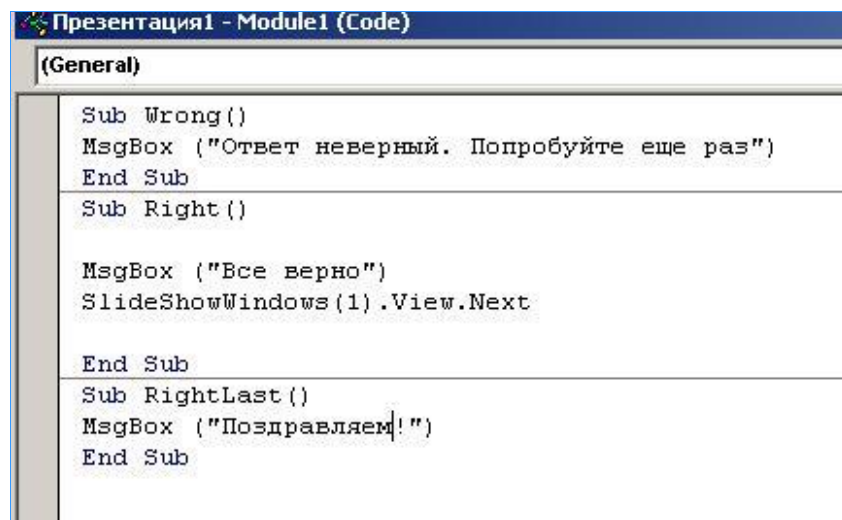 Презентация1 - Module1 (Code)
(General)
Sub Wrong()
MsgBox ("Ответ неверный. Попробуйте еще раз")
End Sub
Sub Right()
MsgBox ("Все верно")
SlideShowWindows(1).View.Next
End Sub
Sub RightLast()
MsgBox ("Поздравляем!")
End Sub